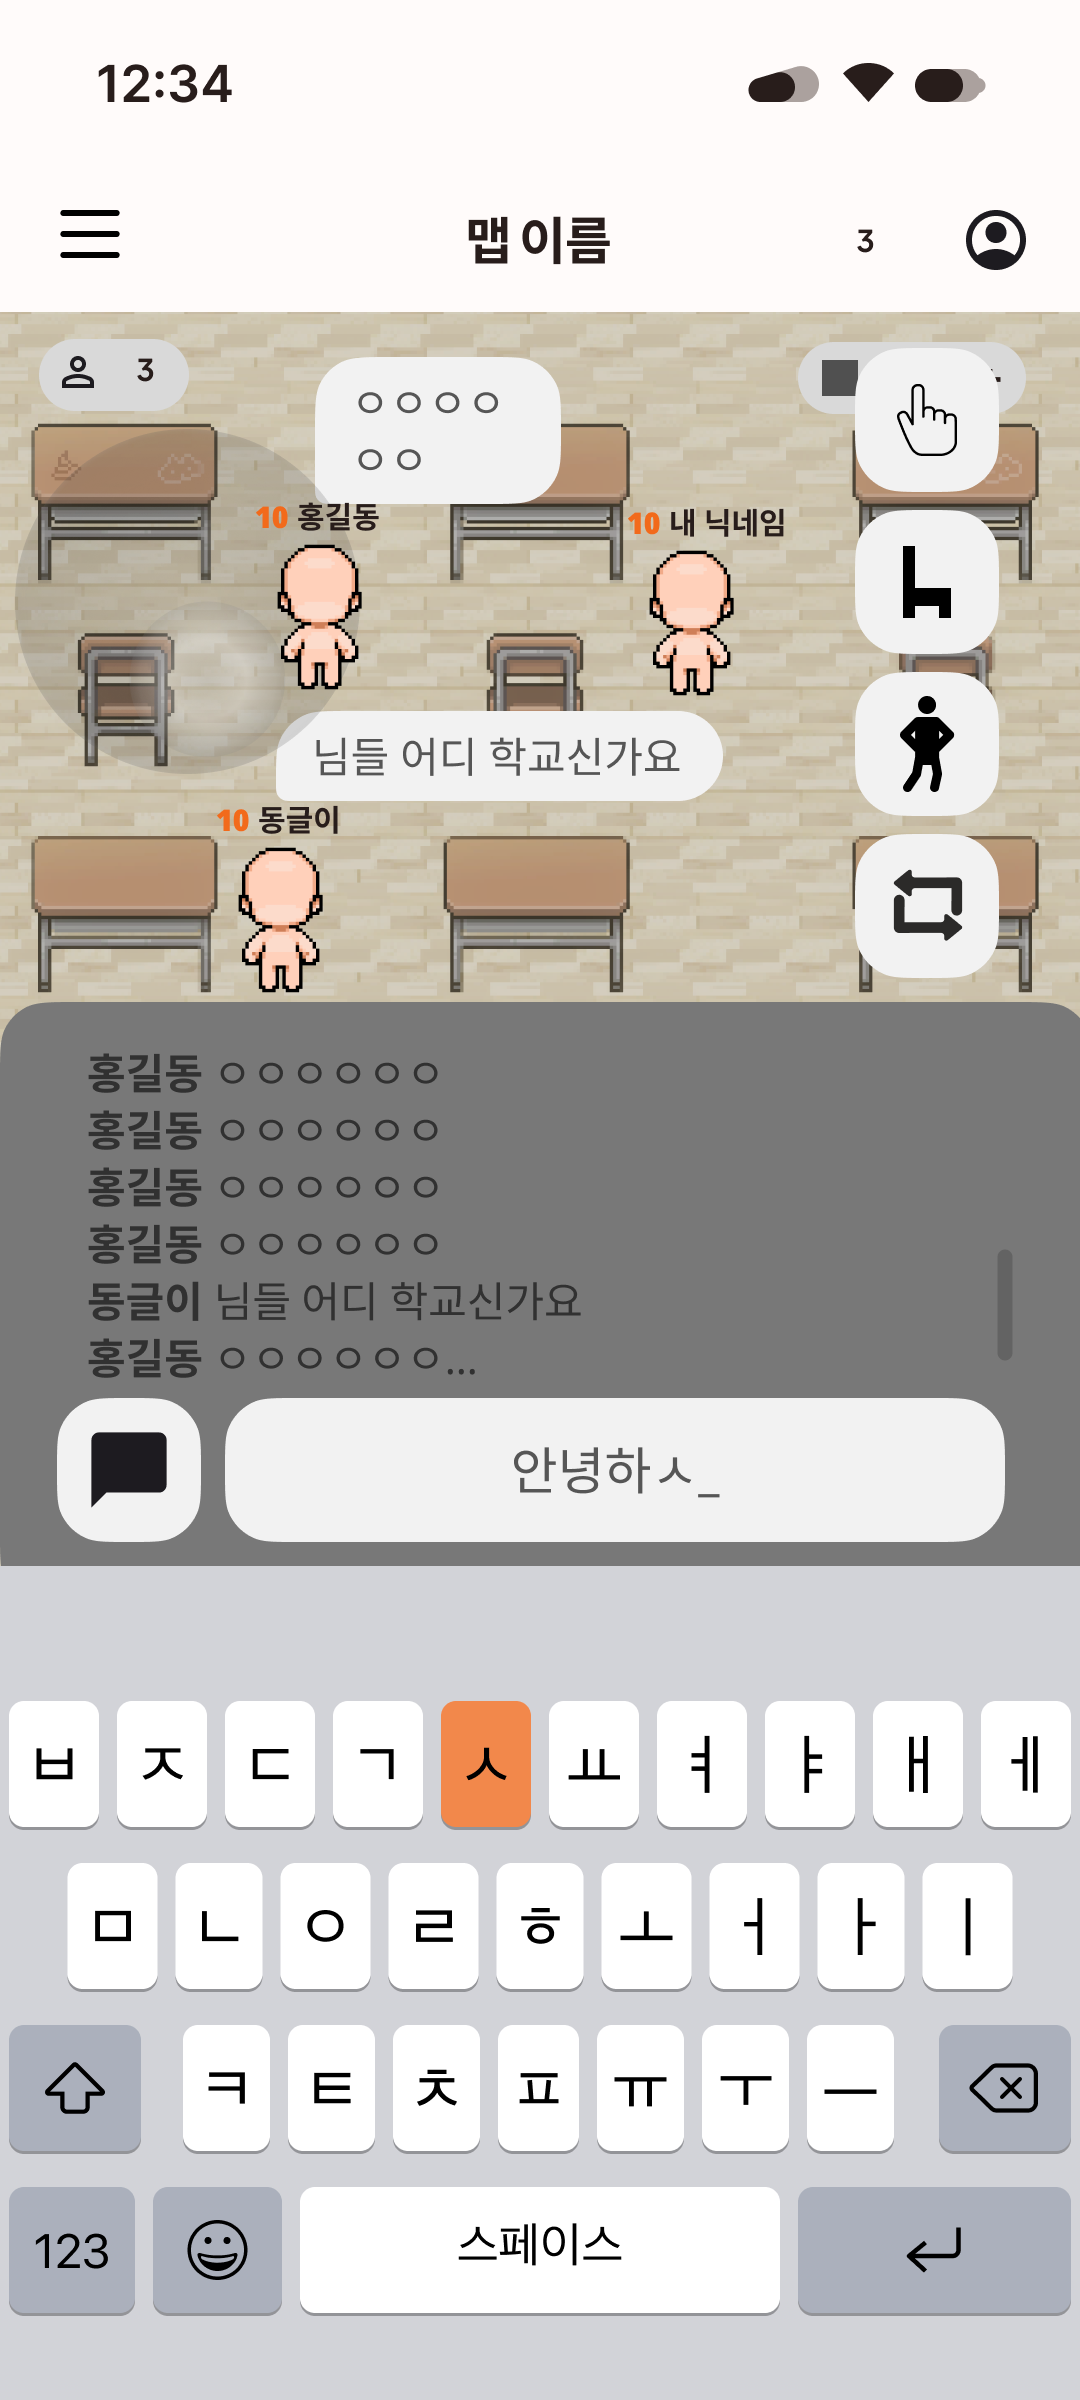 12:34
맵 이름
3
3
ㅇㅇㅇㅇ
ㅇㅇ
10 홍길동
10 내 닉네임
님들 어디 학교신가요
10 동글이
홍길동 ㅇㅇㅇㅇㅇㅇ
홍길동 ㅇㅇㅇㅇㅇㅇ
홍길동 ㅇㅇㅇㅇㅇㅇ
홍길동 ㅇㅇㅇㅇㅇㅇ
동글이 님들 어디 학교신가요
홍길동 ㅇㅇㅇㅇㅇㅇ...
안녕하ㅅ_
ㅂ ㅈ ㄷ ㄱ ㅅ ㅛ ㅕ ㅑ ㅐ ㅔ
ㅁ ㄴ ㅇ ㄹ ㅎ ㅗ ㅓ ㅏ ㅣ
ㅋ ㅌ ㅊ ㅍ ㅠ ㅜ ㅡ
123 스페이스